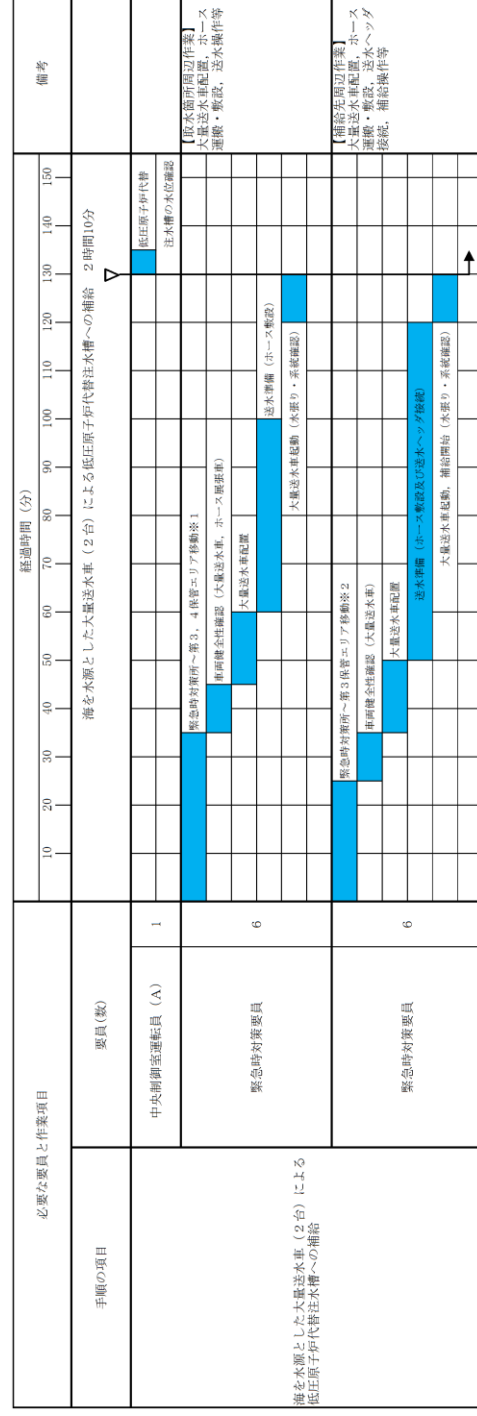 必要な要員と作業項目
経過時間（分）
備考
手順の項目
要員(数)
10 20 30 40 50 60 70 80 90 100 110 120 130 140 150
海を水源とした大量送水車（２台）による低圧原子炉代替注水槽への補給　２時間10分
海を水源とした大量送水車（２台）による
低圧原子炉代替注水槽への補給
中央制御室運転員（A）
1
低圧原子炉代替
注水槽の水位確認
緊急時対策要員
6
緊急時対策所～第３，４保管エリア移動※１
車両健全性確認（大量送水車，ホース展張車）
大量送水車配置
送水準備（ホース敷設）
大量送水車起動（水張り・系統確認）
【取水箇所周辺作業】
大量送水車配置，ホース
運搬・敷設，送水操作等
緊急時対策要員
6
緊急時対策所～第３保管エリア移動※２
車両健全性確認（大量送水車）
大量送水車配置
送水準備（ホース敷設及び送水ヘッダ接続）
大量送水車起動，補給開始（水張り・系統確認）
【補給先周辺作業】
大量送水車配置，ホース
運搬・敷設，送水ヘッダ
接続，補給操作等